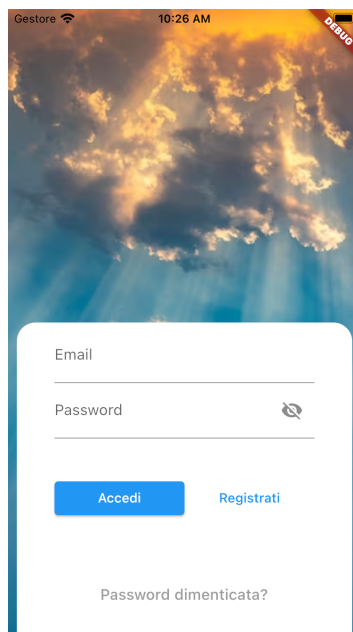 Gestore 10:26 AM
DEBUG
Email
Password
Accedi Registrati
Password dimenticata?